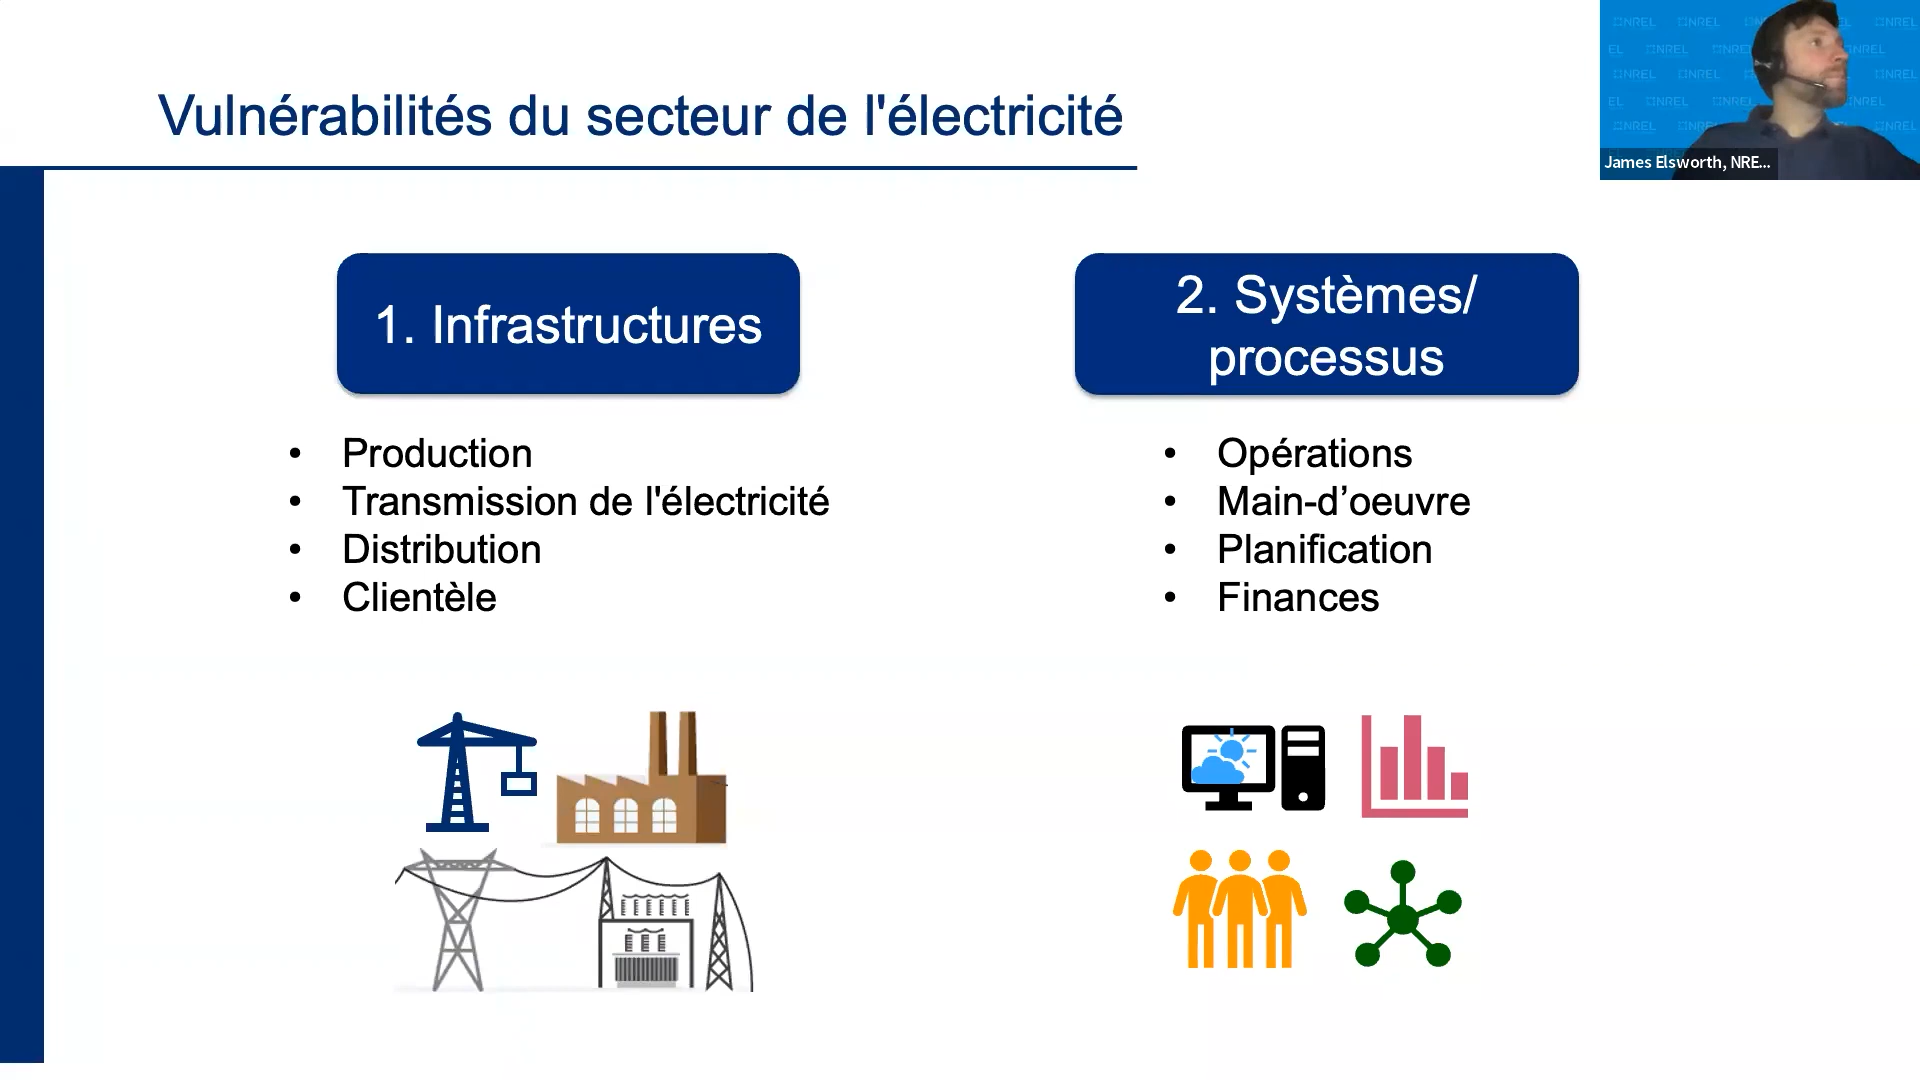 Vulnérabilités du secteur de l'électricité
1. Infrastructures
• Production
• Transmission de l'électricité
• Distribution
• Clientèle
2. Systèmes/
processus
• Opérations
• Main-d’oeuvre
• Planification
• Finances
NREL
James Elsworth, NRE...